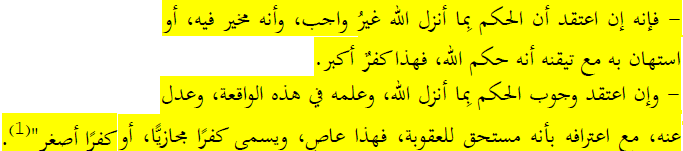 – فإنه إن اعتقد أن الحكم بِما أنزل الله غيرُ واجب، وأنه مخير فيه، أو
استهان به مع تيقنه أنه حكم الله، فهذا كفرٌ أكبر.
– وإن اعتقد وجوب الحكم بِما أنزل الله، وعلمه في هذه الواقعة، وعدل
عنه، مع اعترافه بأنه مستحق للعقوبة، فهذا عاص، ويسمى كفرًا مجازيًّا، أو كفرًا أصغر"(1).